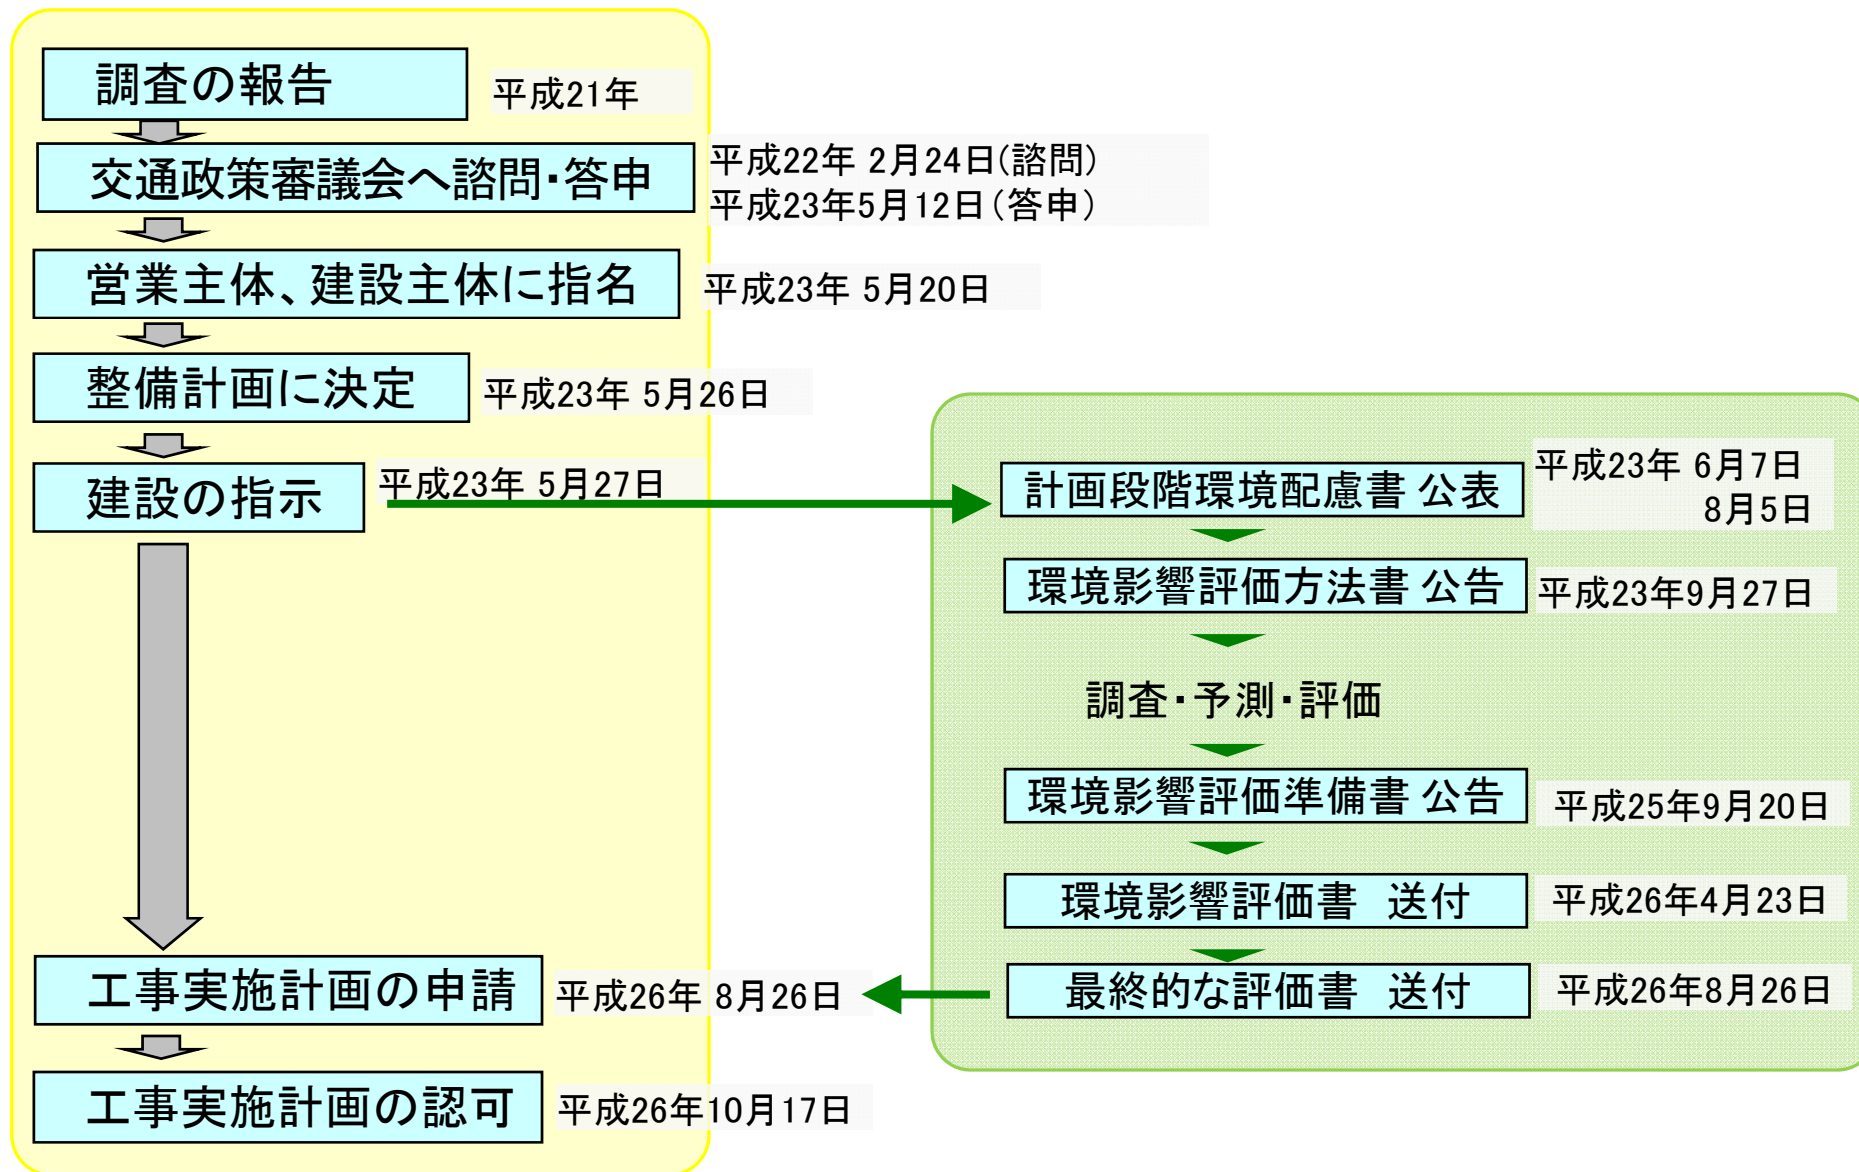 調査の報告
平成21年
交通政策審議会へ諮問・答申
平成22年 2月24日(諮問)
平成23年5月12日(答申)
営業主体、建設主体に指名
平成23年 5月20日
整備計画に決定
平成23年 5月26日
建設の指示
平成23年 5月27日
計画段階環境配慮書 公表
平成23年 6月7日
8月5日
環境影響評価方法書 公告
平成23年9月27日
調査・予測・評価
環境影響評価準備書 公告
平成25年9月20日
環境影響評価書　送付
平成26年4月23日
最終的な評価書　送付
平成26年8月26日
工事実施計画の申請
平成26年 8月26日
工事実施計画の認可
平成26年10月17日